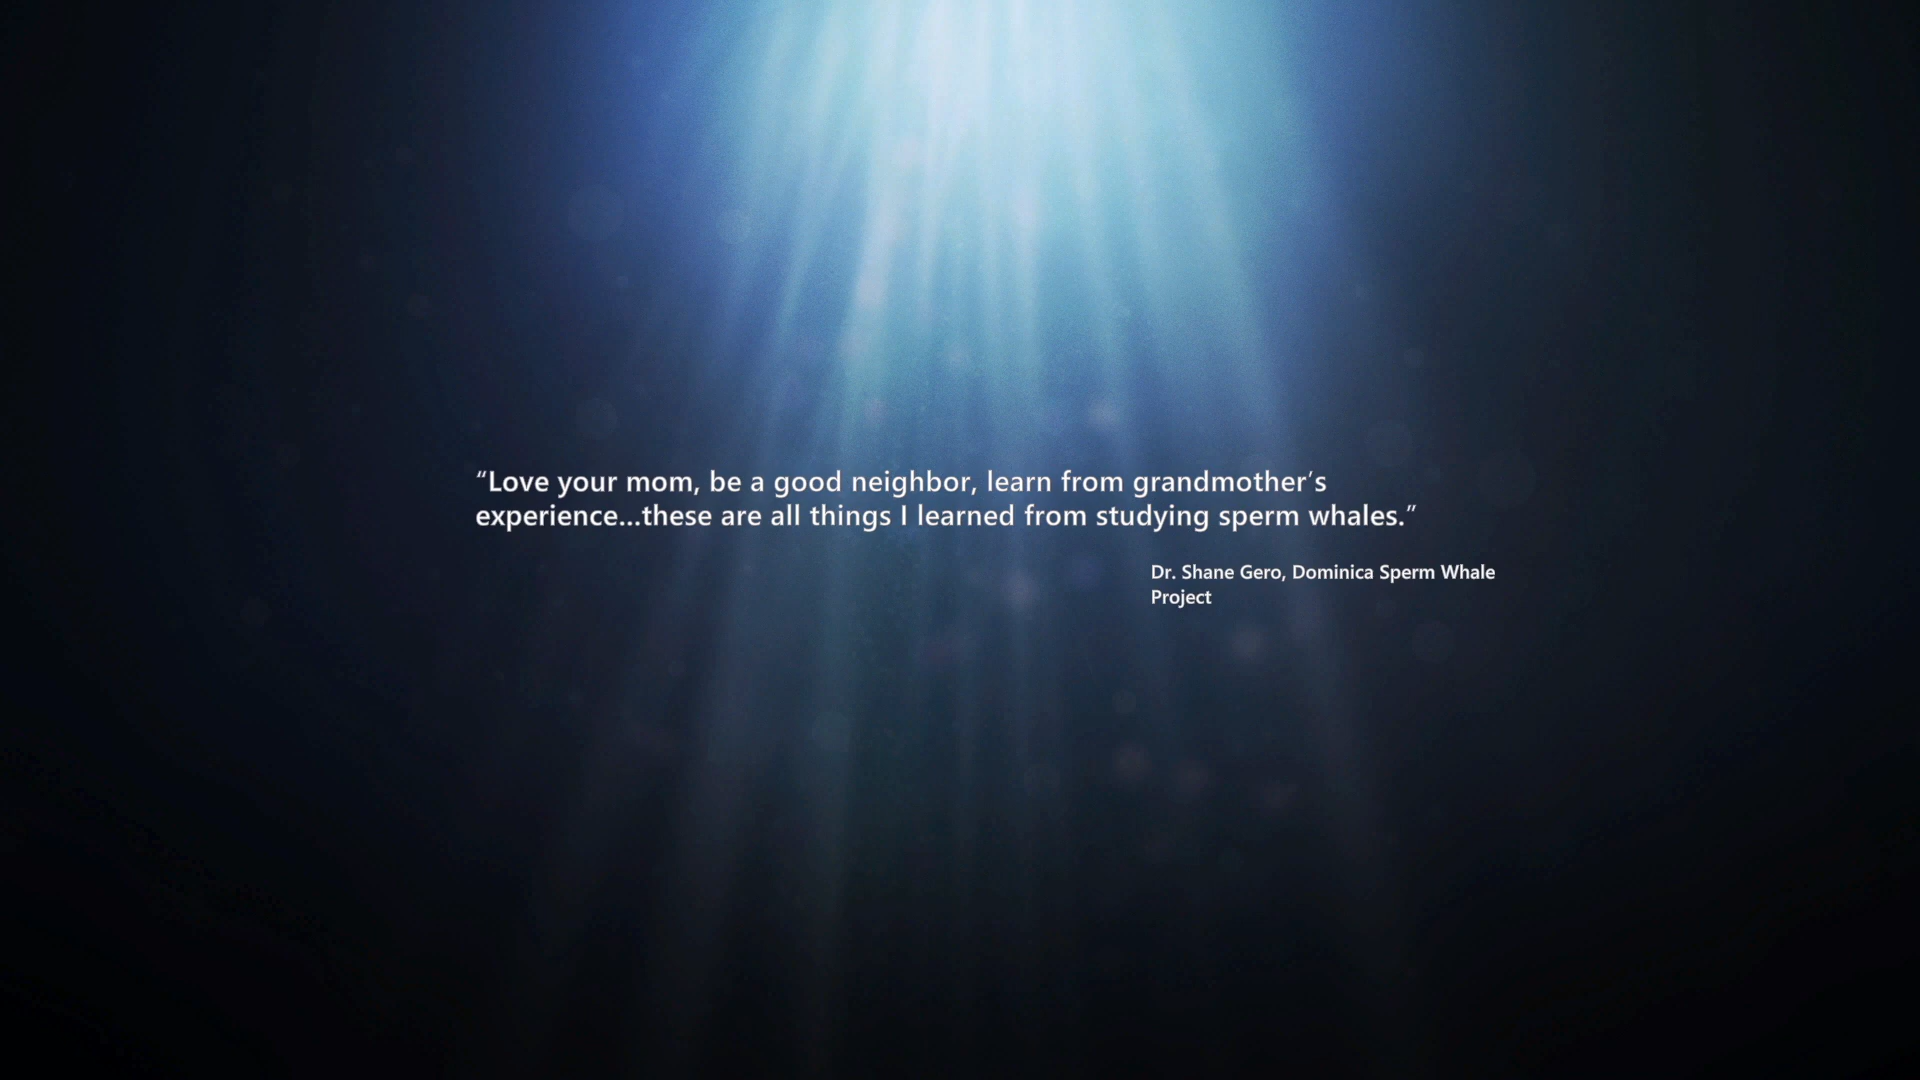 “Love your mom, be a good neighbor, learn from grandmother’s
experience...these are all things I learned from studying sperm whales.”
Dr. Shane Gero, Dominica Sperm Whale
Project